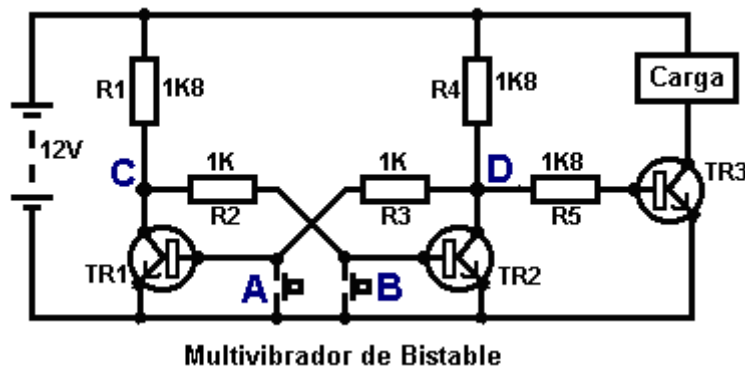 R1
1K8
R4
1K8
Carga
12V
C
1K
R2
1K
R3
D
1K8
R5
TR3
TR1
A
B
TR2
Multivibrador de Bistable